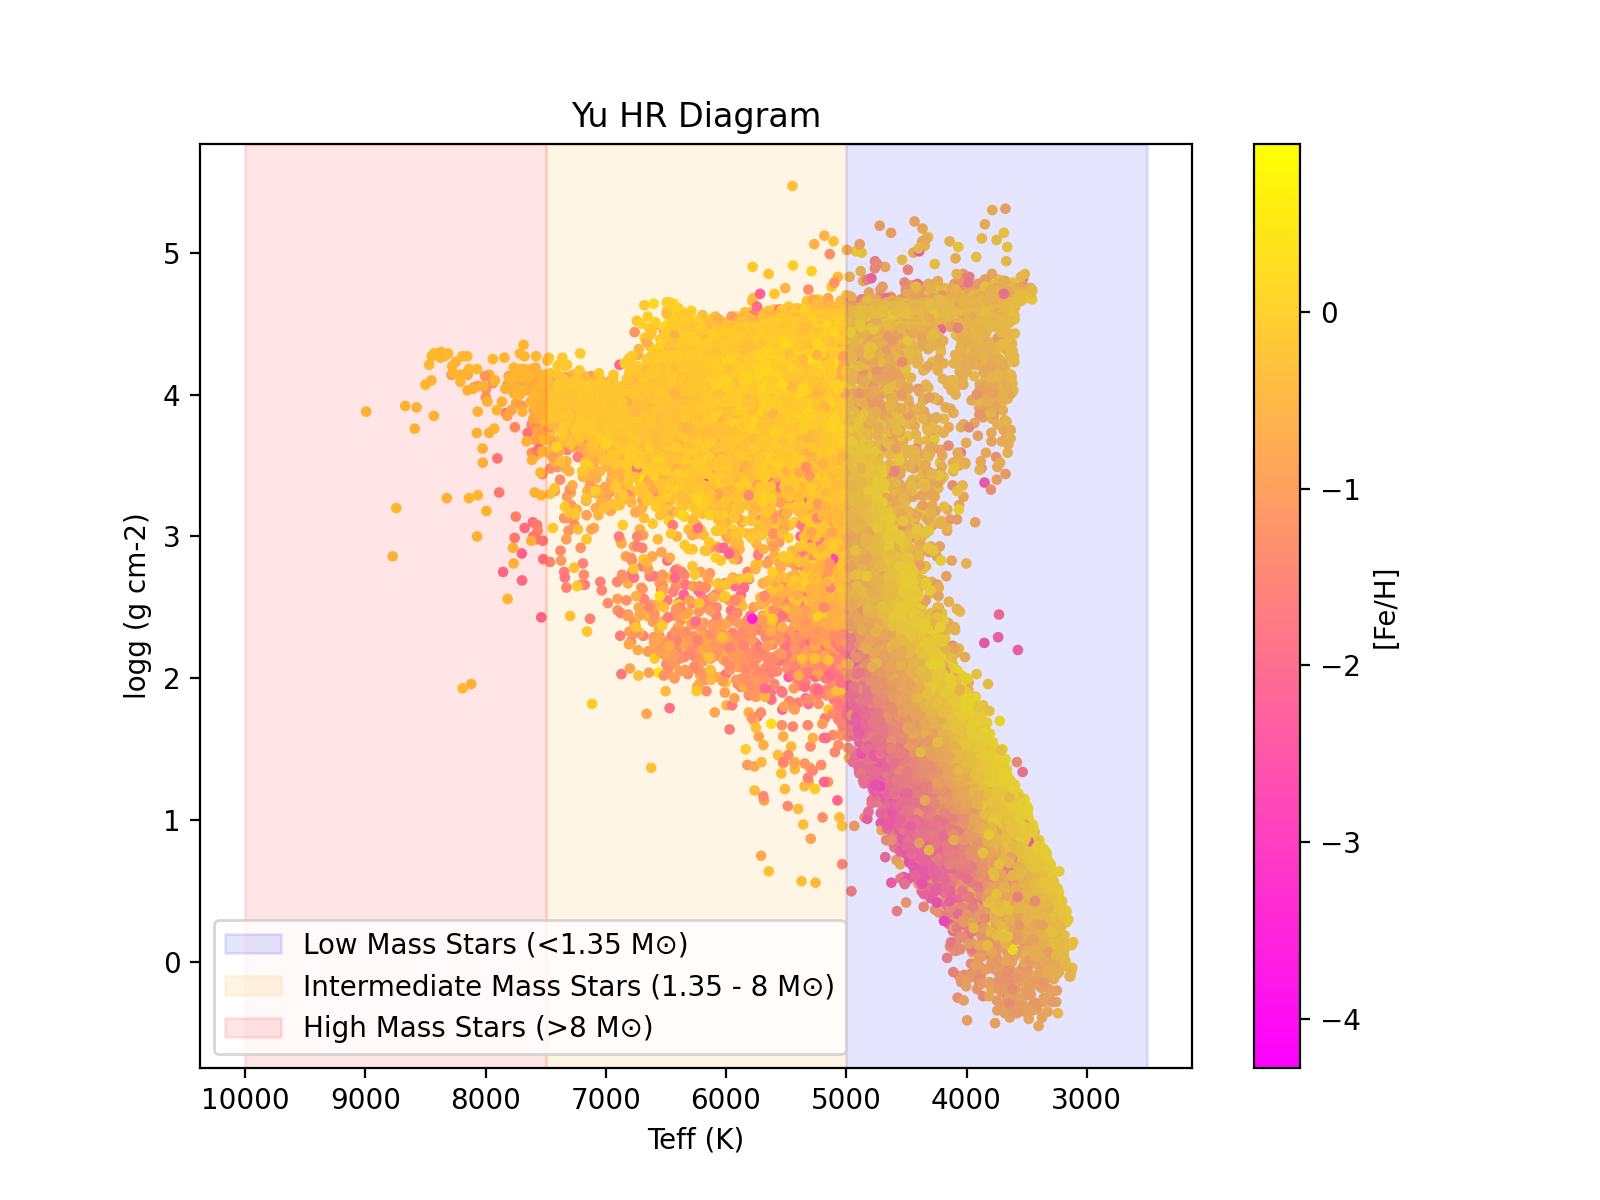 Yu HR Diagram
5
4
3
2
1
0
logg (g cm-2)
10000 9000 8000 7000 6000 5000 4000 3000
Teff (K)
Low Mass Stars (<1.35 M⊙)
Intermediate Mass Stars (1.35 - 8 M⊙)
High Mass Stars (>8 M⊙)
0
−1
−2
−3
−4
[Fe/H]